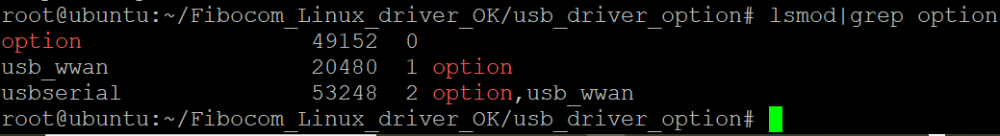 root@ubuntu:~/Fibocom_Linux_driver_OK/usb_driver_option# lsmod|grep option
option                 49152  0
usb_wwan               20480  1 option
usbserial              53248  2 option,usb_wwan
root@ubuntu:~/Fibocom_Linux_driver_OK/usb_driver_option#